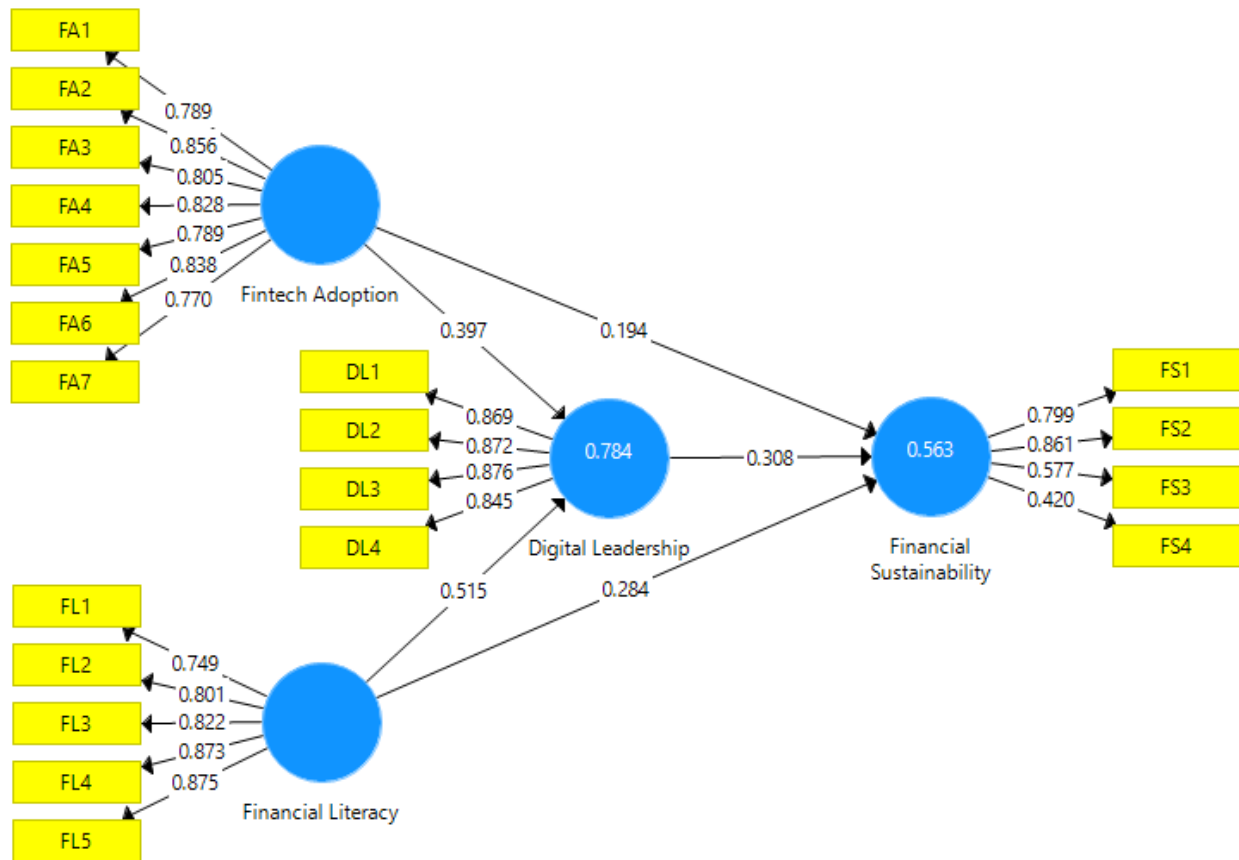 FA1
FA2
FA3
FA4
FA5
FA6
FA7
0.789
0.856
0.805
0.828
0.789
0.838
0.770
Fintech Adoption
0.397
0.194
DL1
DL2
DL3
DL4
0.869
0.872
0.876
0.845
0.784
Digital Leadership
0.308
0.563
Financial
Sustainability
0.799
0.861
0.577
0.420
FS1
FS2
FS3
FS4
0.515
0.284
FL1
FL2
FL3
FL4
FL5
0.749
0.801
0.822
0.873
0.875
Financial Literacy